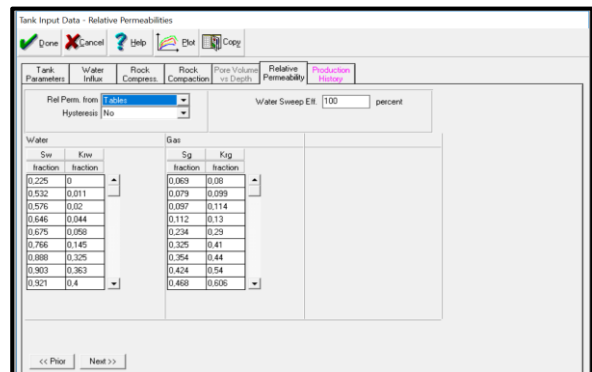 Tank Input Data - Relative Permeabilities
Done Cancel Help Plot Copy
Tank Parameters Water Influx Rock Compress. Rock Compaction Pore Volume vs Depth Relative Permeability Production History
Rel Perm. from Tables Water Sweep Eff. 100 percent
Hysteresis No
Water Gas
Sw Krw Sg Krg
fraction fraction fraction fraction
0,225 0 0,069 0,08
0,532 0,011 0,079 0,099
0,576 0,02 0,097 0,114
0,646 0,044 0,112 0,13
0,675 0,058 0,234 0,29
0,766 0,145 0,325 0,41
0,888 0,325 0,354 0,44
0,903 0,363 0,424 0,54
0,921 0,4 0,468 0,606
<< Prior Next >>